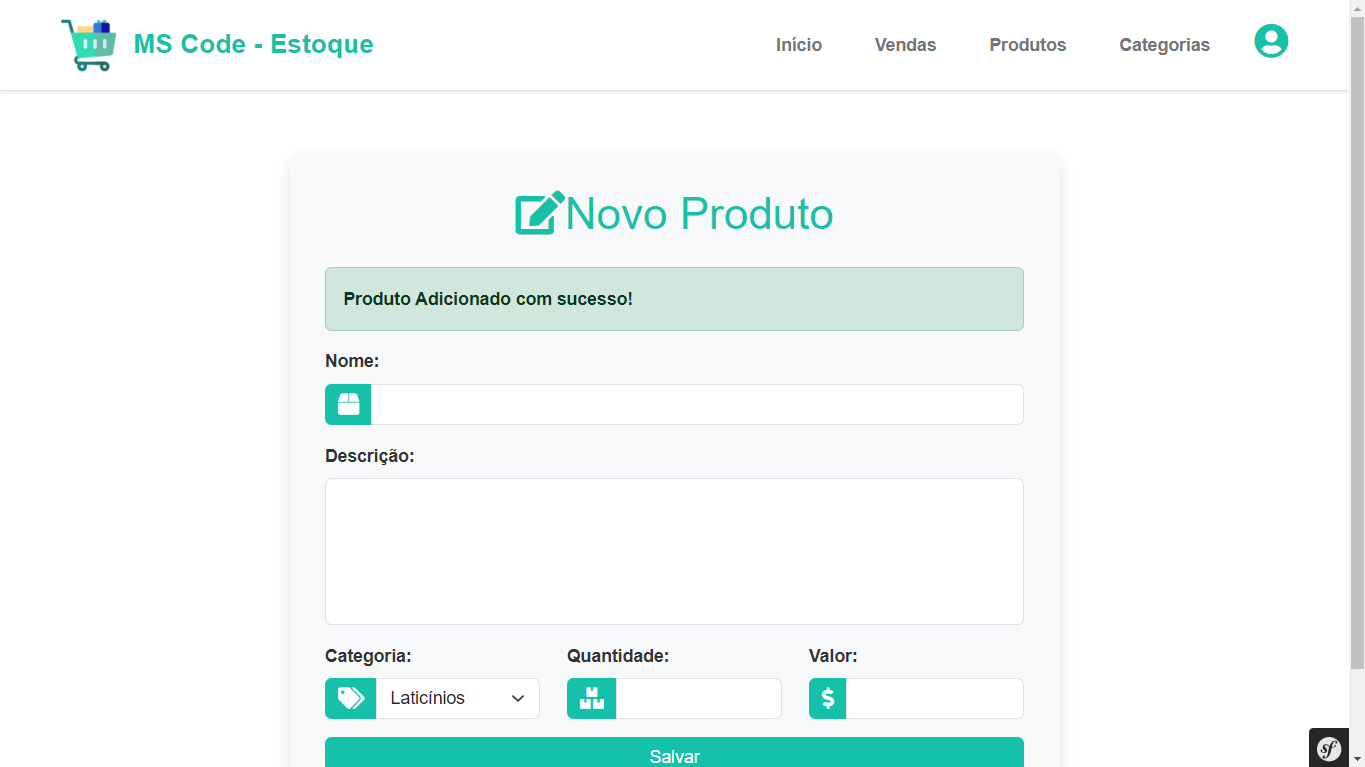 MS Code - Estoque
Início Vendas Produtos Categorias
Novo Produto
Produto Adicionado com sucesso!
Nome:
Descrição:
Categoria: Quantidade: Valor:
Laticínios
$
Salvar
sf